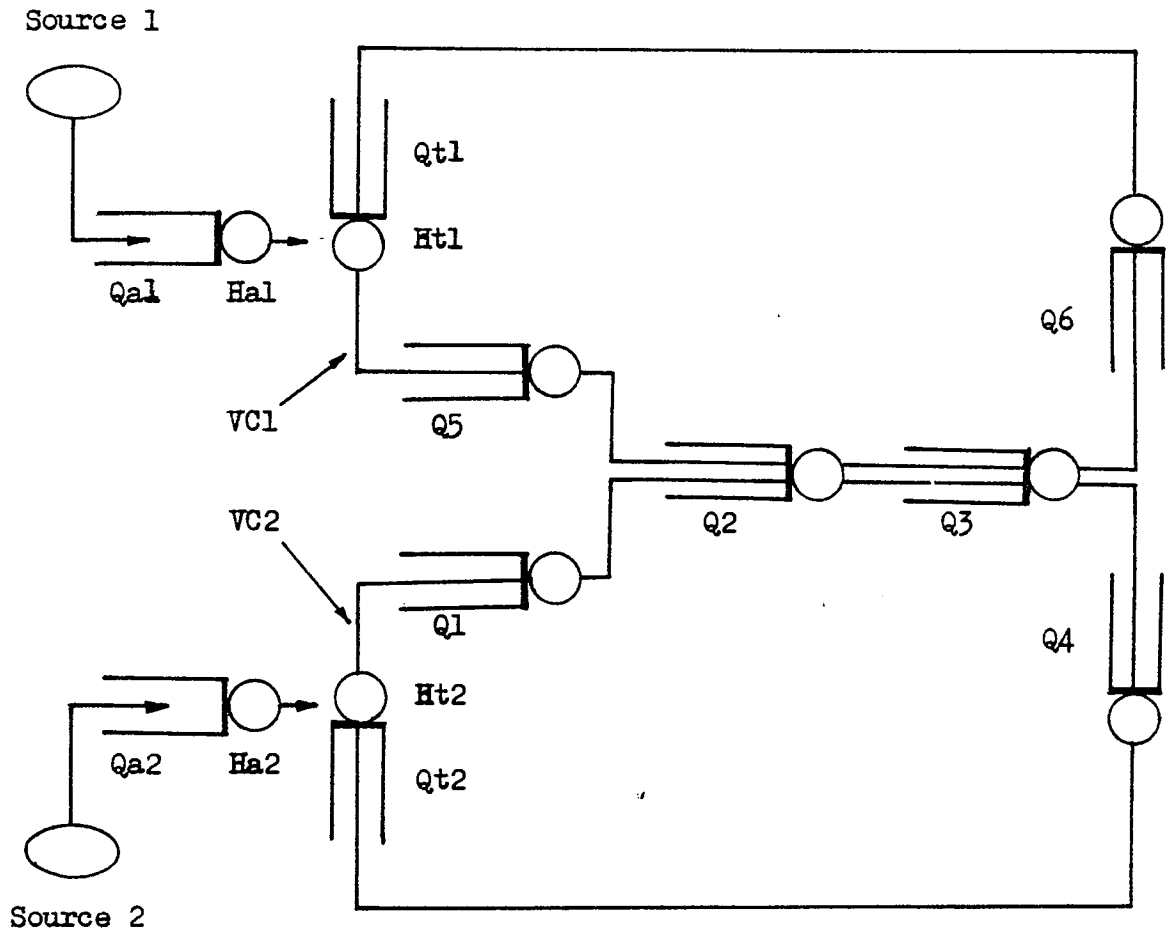 Source 1
Qt1
Ht1
Qa1
Ha1
Q6
VC1
Q5
VC2
Q2
Q3
Q1
Q4
Ht2
Qa2
Ha2
Qt2
Source 2